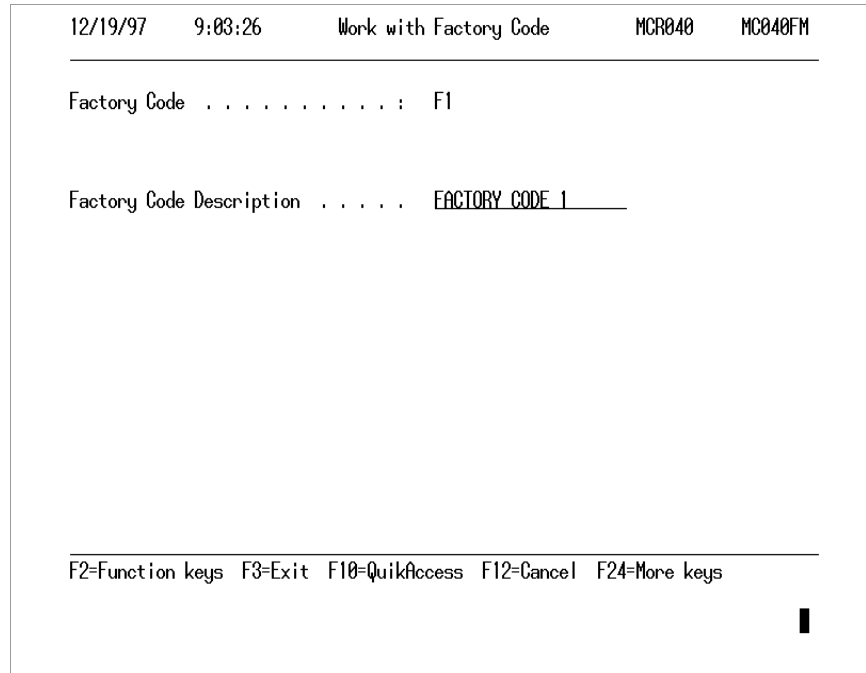 12/19/97 9:03:26 Work with Factory Code MCR040 MC040FM
Factory Code . . . . . . . . . . . : F1
Factory Code Description . . . . . FACTORY CODE 1
F2=Function keys F3=Exit F10=QuikAccess F12=Cancel F24=More keys